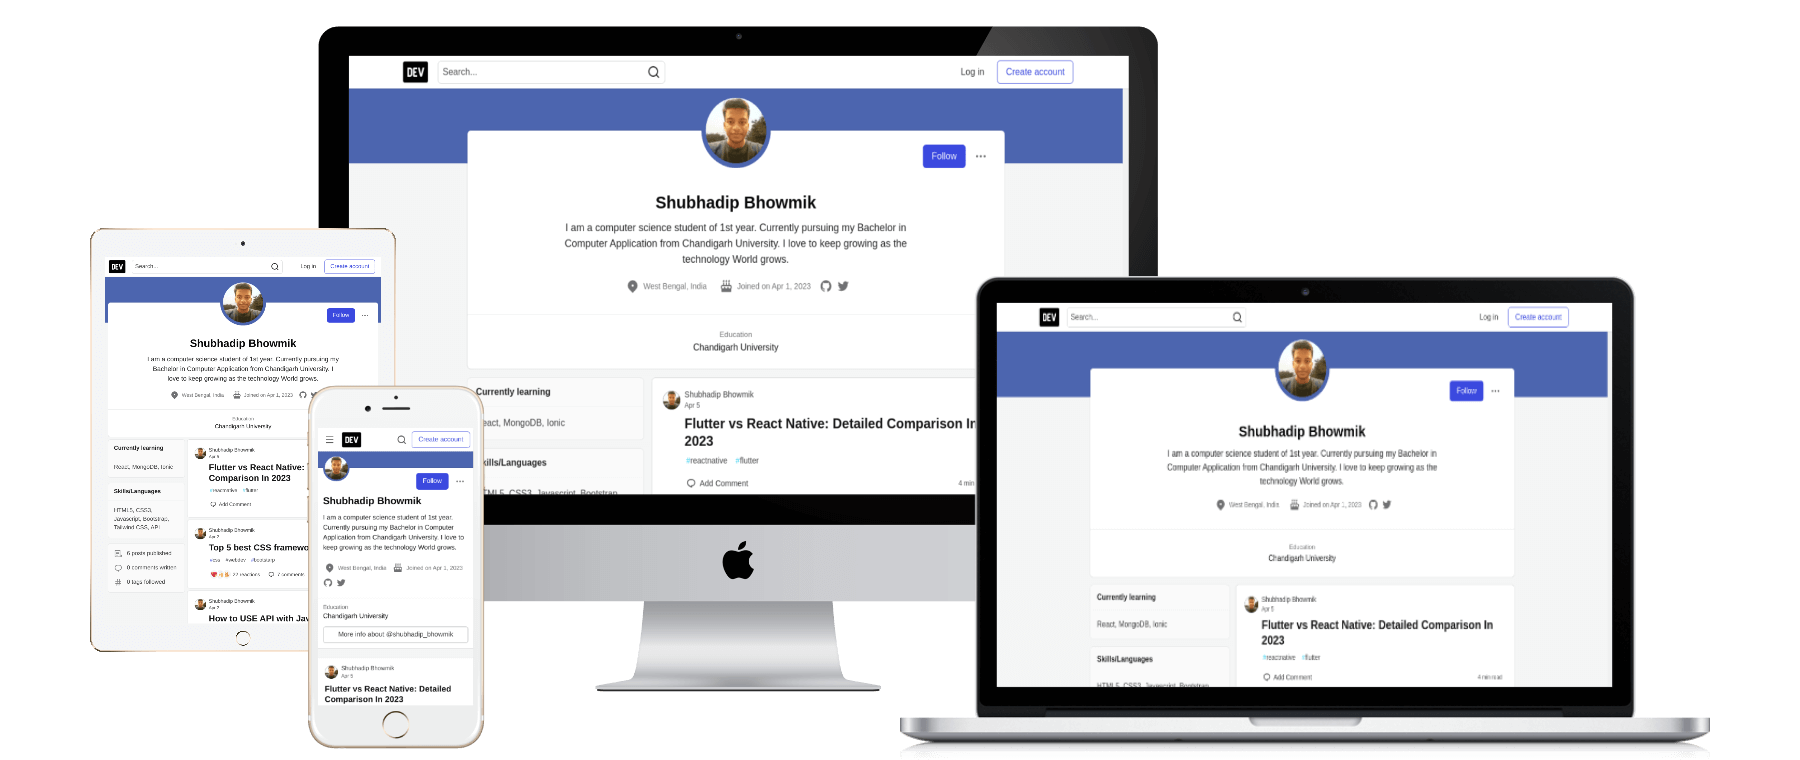 DEV
Search...
Log in
Create account
Follow
Shubhadip Bhowmik
I am a computer science student of 1st year. Currently pursuing my Bachelor in
Computer Application from Chandigarh University. I love to keep growing as the
technology World grows.
West Bengal, India
Joined on Apr 1, 2023
Education
Chandigarh University
Currently learning
React, MongoDB, Ionic
Skills/Languages
HTML5, CSS3, Javascript, Bootstrap
Shubhadip Bhowmik
Apr 5
Flutter vs React Native: Detailed Comparison In
2023
#reactnative #flutter
Add Comment
4 min
DEV
Search...
Log in
Create account
Follow
Shubhadip Bhowmik
I am a computer science student of 1st year. Currently pursuing my
Bachelor in Computer Application from Chandigarh University. I
love to keep growing as the technology World grows.
West Bengal, India
Joined on Apr 1, 2023
Education
Chandigarh University
Currently learning
React, MongoDB, Ionic
Skills/Languages
HTML5, CSS3,
Javascript, Bootstrap,
Tailwind CSS, API
6 posts published
0 comments written
0 tags followed
Shubhadip Bhowmik
Apr 5
Flutter vs React Native:
Comparison In 2023
#reactnative #flutter
Add Comment
Shubhadip Bhowmik
Apr 2
Top 5 best CSS framewo
#css #webdev #bootstarp
22 reactions
7 comments
Shubhadip Bhowmik
Apr 2
How to USE API with Jav
DEV
Create account
Follow
Shubhadip Bhowmik
I am a computer science student of 1st year.
Currently pursuing my Bachelor in Computer
Application from Chandigarh University. I love to
keep growing as the technology World grows.
West Bengal, India
Joined on Apr 1, 2023
Education
Chandigarh University
More info about @shubhadip_bhowmik
Shubhadip Bhowmik
Apr 5
Flutter vs React Native: Detailed
Comparison In 2023
DEV
Search...
Log in
Create account
Follow
Shubhadip Bhowmik
I am a computer science student of 1st year. Currently pursuing my Bachelor in
Computer Application from Chandigarh University. I love to keep growing as the
technology World grows.
West Bengal, India
Joined on Apr 1, 2023
Education
Chandigarh University
Currently learning
React, MongoDB, Ionic
Skills/Languages
HTML5, CSS3, Javascript, Bootstrap
Shubhadip Bhowmik
Apr 5
Flutter vs React Native: Detailed Comparison In
2023
#reactnative #flutter
Add Comment
4 min read